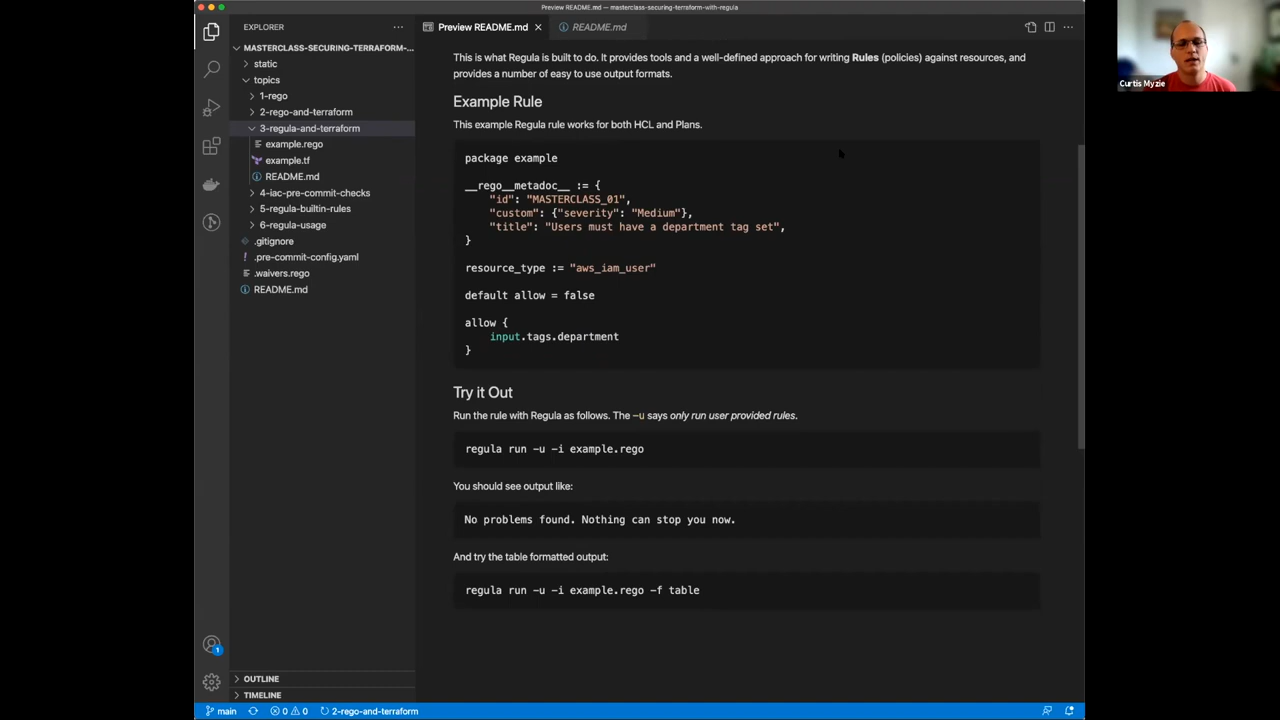 Preview README.md — masterclass-securing-terraform-with-regula
EXPLORER
Preview README.md
README.md
MASTERCLASS-SECURING-TERRAFORM-...
static
topics
1-rego
2-rego-and-terraform
3-regula-and-terraform
example.rego
example.tf
README.md
4-iac-pre-commit-checks
5-regula-builtin-rules
6-regula-usage
.gitignore
.pre-commit-config.yaml
.waivers.rego
README.md
OUTLINE
TIMELINE
This is what Regula is built to do. It provides tools and a well-defined approach for writing Rules (policies) against resources, and
provides a number of easy to use output formats.
Example Rule
This example Regula rule works for both HCL and Plans.
package example
__rego__metadoc__ := {
"id": "MASTERCLASS_01",
"custom": {"severity": "Medium"},
"title": "Users must have a department tag set",
}
resource_type := "aws_iam_user"
default allow = false
allow {
input.tags.department
}
Try it Out
Run the rule with Regula as follows. The -u says only run user provided rules.
regula run -u -i example.rego
You should see output like:
No problems found. Nothing can stop you now.
And try the table formatted output:
regula run -u -i example.rego -f table
1
main
0
0
2-rego-and-terraform
Curtis Myzie